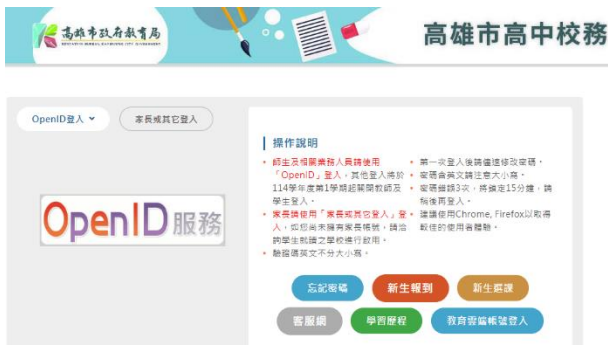 高雄市政府教育局
高雄市高中校務
OpenID登入
家長或其它登入
操作說明
師生及相關業務人員請使用
「OpenID」登入，其他登入將於
114學年度第1學期起關閉教師及
學生登入。
家長請使用「家長或其它登入」登
入，如您尚未擁有家長帳號，請洽
詢學生就讀之學校進行啟用。
驗證碼英文不分大小寫。
第一次登入後請儘速修改密碼。
密碼含英文請注意大小寫。
密碼錯誤3次，將鎖定15分鐘，請
稍後再登入。
建議使用Chrome, Firefox以取得
較佳的使用者體驗。
OpenID服務
忘記密碼
新生報到
新生選課
客服網
學習歷程
教育雲端帳號登入